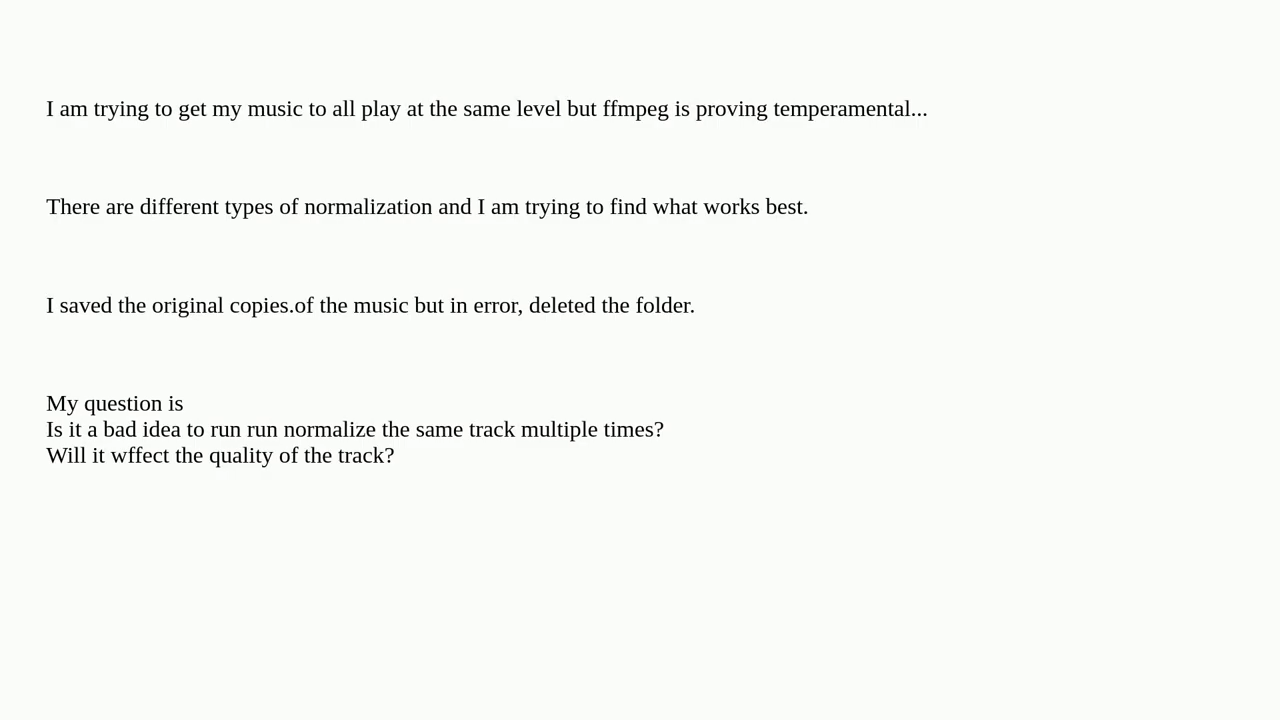 I am trying to get my music to all play at the same level but ffmpeg is proving temperamental...
There are different types of normalization and I am trying to find what works best.
I saved the original copies.of the music but in error, deleted the folder.
My question is
Is it a bad idea to run run normalize the same track multiple times?
Will it wffect the quality of the track?